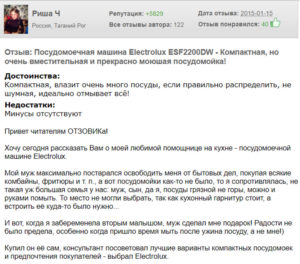 Риша Ч
Репутация: +5829
Дата отзыва: 2015-01-15
Россия, Таганий Рог
Всего отзывы автора: 122
Отзыв понравился: 40
Отзыв: Посудомоечная машина Electrolux ESF2200DW - Компактная, но
очень вместительная и прекрасно моющая посудомойка!
Достоинства:
Компактная, влазит очень много посуды, если правильно распределить, не
шумная, идеально отмывает всё!
Недостатки:
Минусы отсутствуют
Привет читателям ОТЗОВИКа!
Хочу сегодня рассказать Вам о моей любимой помощнице на кухне - посудомоечной
машине Electrolux.
Мой муж максимально постарался освободить меня от бытовых дел, покупая всякие
комбайны, фритюры и т. п., а вот посудомойки как-то не было, то я сопротивлялась, не
такая уж большая семья у нас: муж, сын, да я, посуды грязной не горы, можно и
руками помыть. То место не могли выбрать, так как кухонный гарнитур стоит, а
встроить её куда-то было нужно...
И вот, когда я забеременела вторым малышом, муж сделал мне подарок! Радости не
было предела, особенно когда пришло время мыть после ужина посуду, а не мне!)
Купил он её сам, консультант посоветовал лучшие варианты компактных посудомоек
и предпочтения покупателей - выбрал Electrolux.